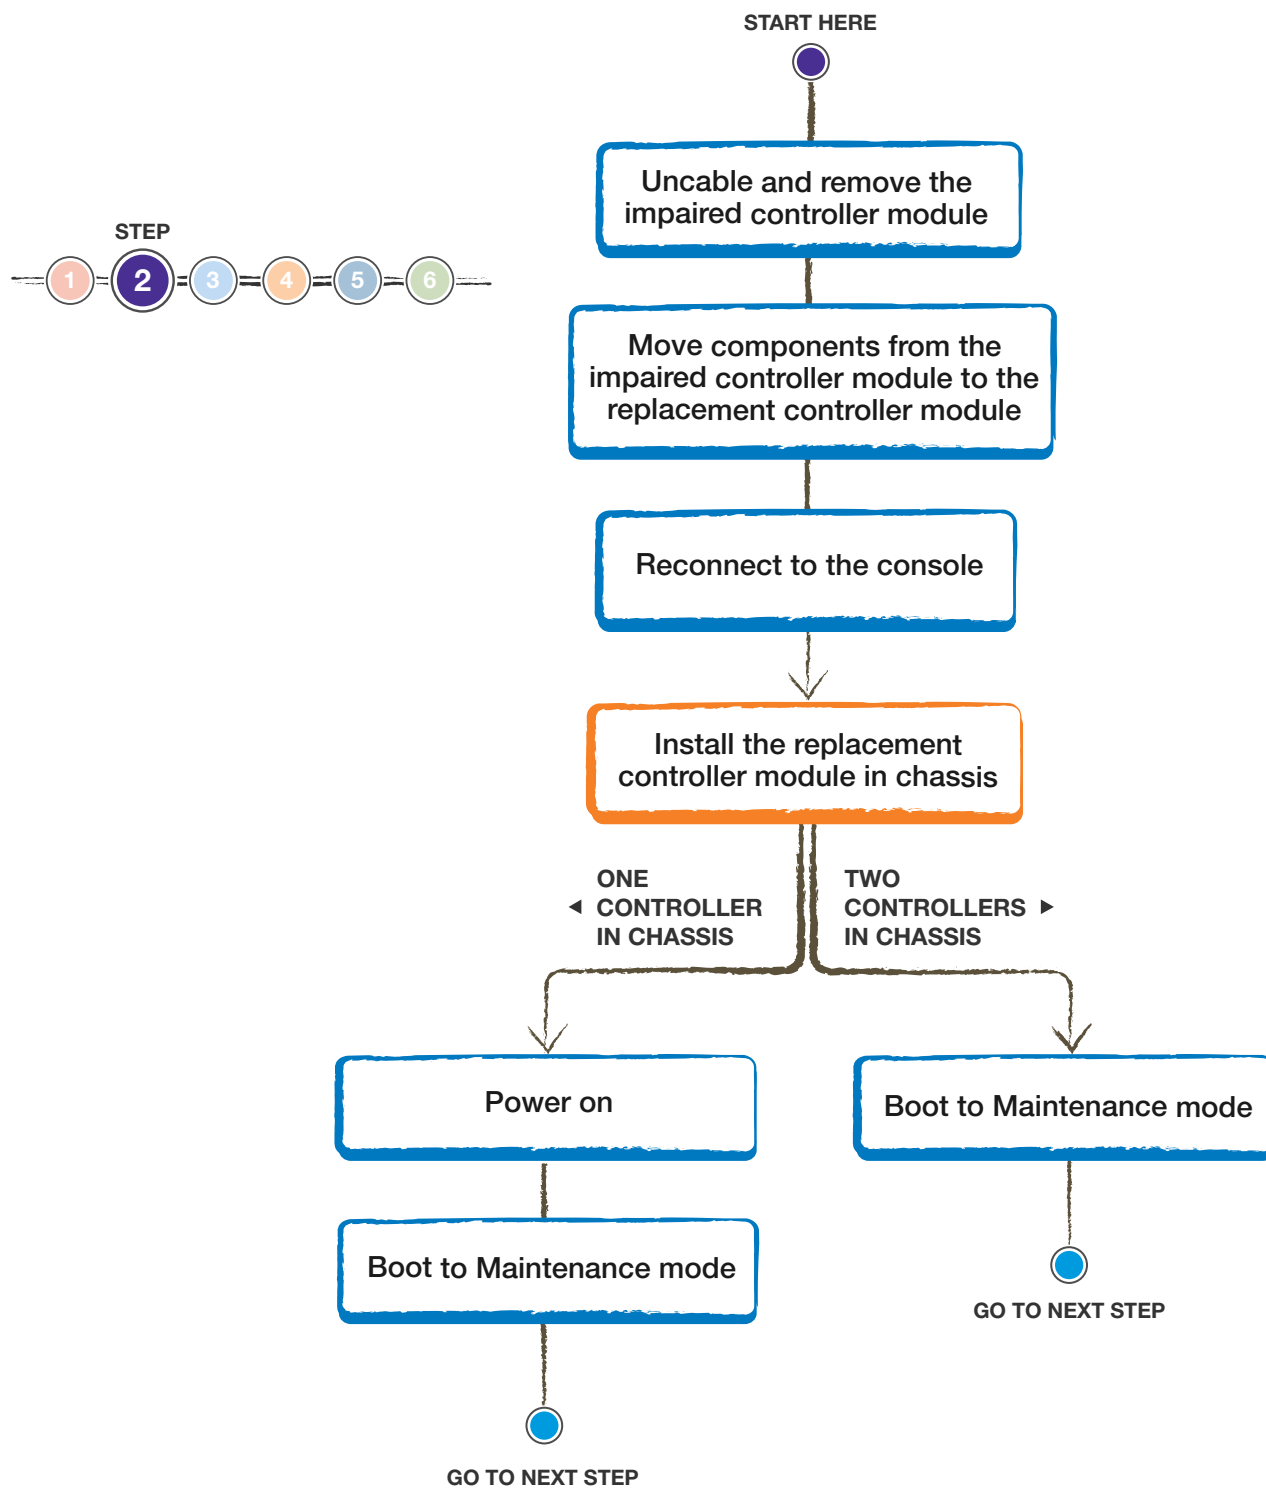 START HERE
Uncable and remove the
impaired controller module
STEP
1 2 3 4 5 6
Move components from the
impaired controller module to the
replacement controller module
Reconnect to the console
Install the replacement
controller module in chassis
ONE
CONTROLLER
IN CHASSIS
TWO
CONTROLLERS
IN CHASSIS
Power on
Boot to Maintenance mode
GO TO NEXT STEP
Boot to Maintenance mode
GO TO NEXT STEP